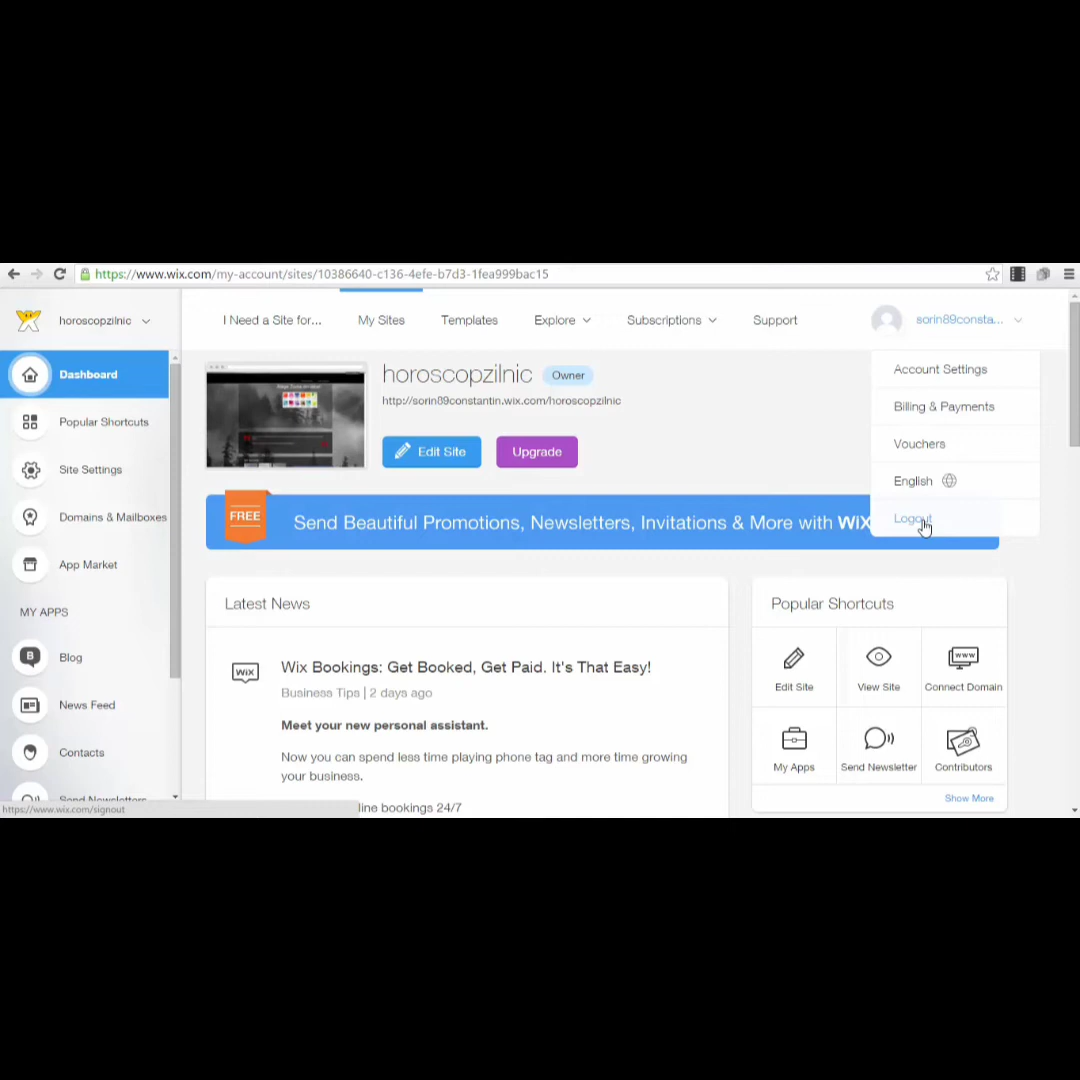 https://www.wix.com/my-account/sites/10386640-c136-4efe-b7d3-1fea999bac15
horoscopzilnic
I Need a Site for...
My Sites
Templates
Explore
Subscriptions
Support
sorin89consta...
Dashboard
Popular Shortcuts
Site Settings
Domains & Mailboxes
App Market
MY APPS
Blog
News Feed
Contacts
Send Newsletters
https://www.wix.com/signout
horoscopzilnic
Owner
http://sorin89constantin.wix.com/horoscopzilnic
Edit Site
Upgrade
Account Settings
Billing & Payments
Vouchers
English
Logout
FREE
Send Beautiful Promotions, Newsletters, Invitations & More with WiX
Latest News
WiX
Wix Bookings: Get Booked, Get Paid. It's That Easy!
Business Tips | 2 days ago
Meet your new personal assistant.
Now you can spend less time playing phone tag and more time growing
your business.
line bookings 24/7
Popular Shortcuts
Edit Site
View Site
www
Connect Domain
My Apps
Send Newsletter
Contributors
Show More